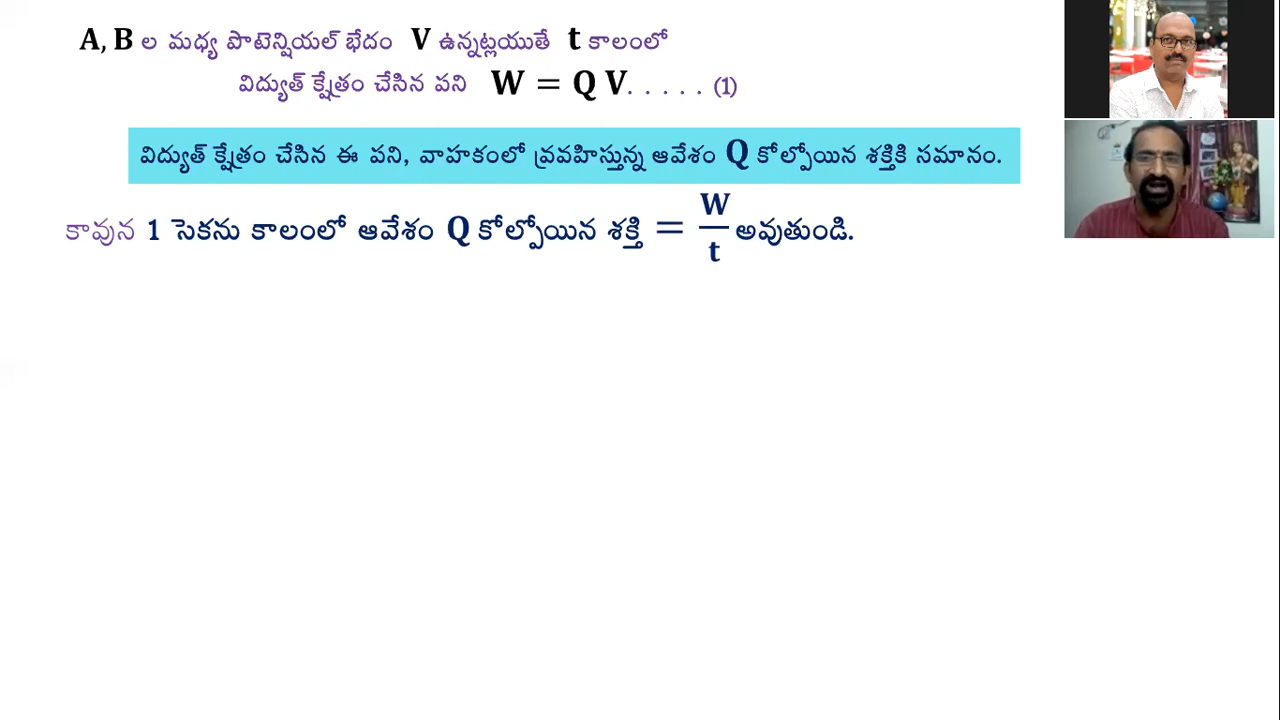 A, B ల మధ్య పొటెన్షియల్ భేదం V ఉన్నట్లయుతే t కాలంలో
విద్యుత్ క్షేత్రం చేసిన పని W = Q V. . . . . (1)
విద్యుత్ క్షేత్రం చేసిన ఈ పని, వాహకంలో ప్రవహిస్తున్న ఆవేశం Q కోల్పోయిన శక్తికి సమానం.
కావున 1 సెకను కాలంలో ఆవేశం Q కోల్పోయిన శక్తి = W/t అవుతుండి.